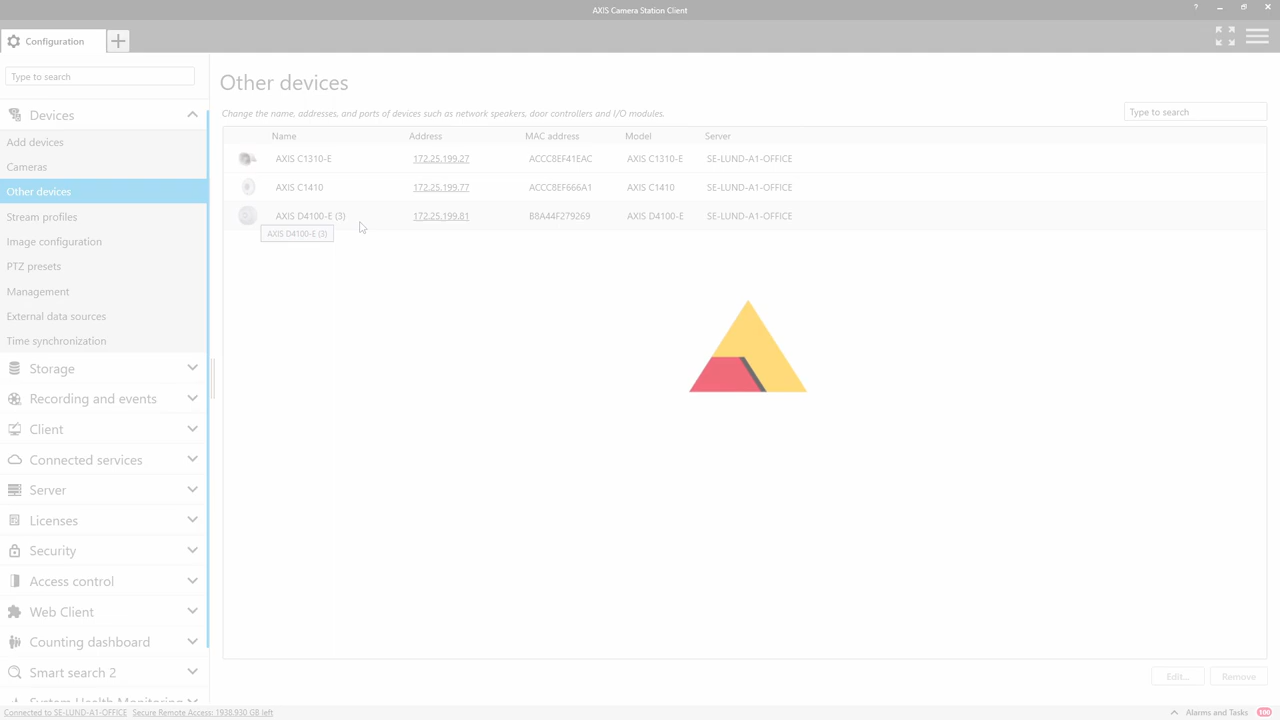 AXIS Camera Station Client
?
Configuration
Type to search
Devices
Add devices
Cameras
Other devices
Stream profiles
Image configuration
PTZ presets
Management
External data sources
Time synchronization
Storage
Recording and events
Client
Connected services
Server
Licenses
Security
Access control
Web Client
Counting dashboard
Smart search 2
System Health Monitoring
Other devices
Change the name, addresses, and ports of devices such as network speakers, door controllers and I/O modules.
Type to search
Name Address MAC address Model Server
AXIS C1310-E 172.25.199.27 ACCC8EF41EAC AXIS C1310-E SE-LUND-A1-OFFICE
AXIS C1410 172.25.199.77 ACCC8EF666A1 AXIS C1410 SE-LUND-A1-OFFICE
AXIS D4100-E (3) 172.25.199.81 B8A44F279269 AXIS D4100-E SE-LUND-A1-OFFICE
AXIS D4100-E (3)
Edit... Remove
Connected to SE-LUND-A1-OFFICE Secure Remote Access: 1938.930 GB left Alarms and Tasks 100